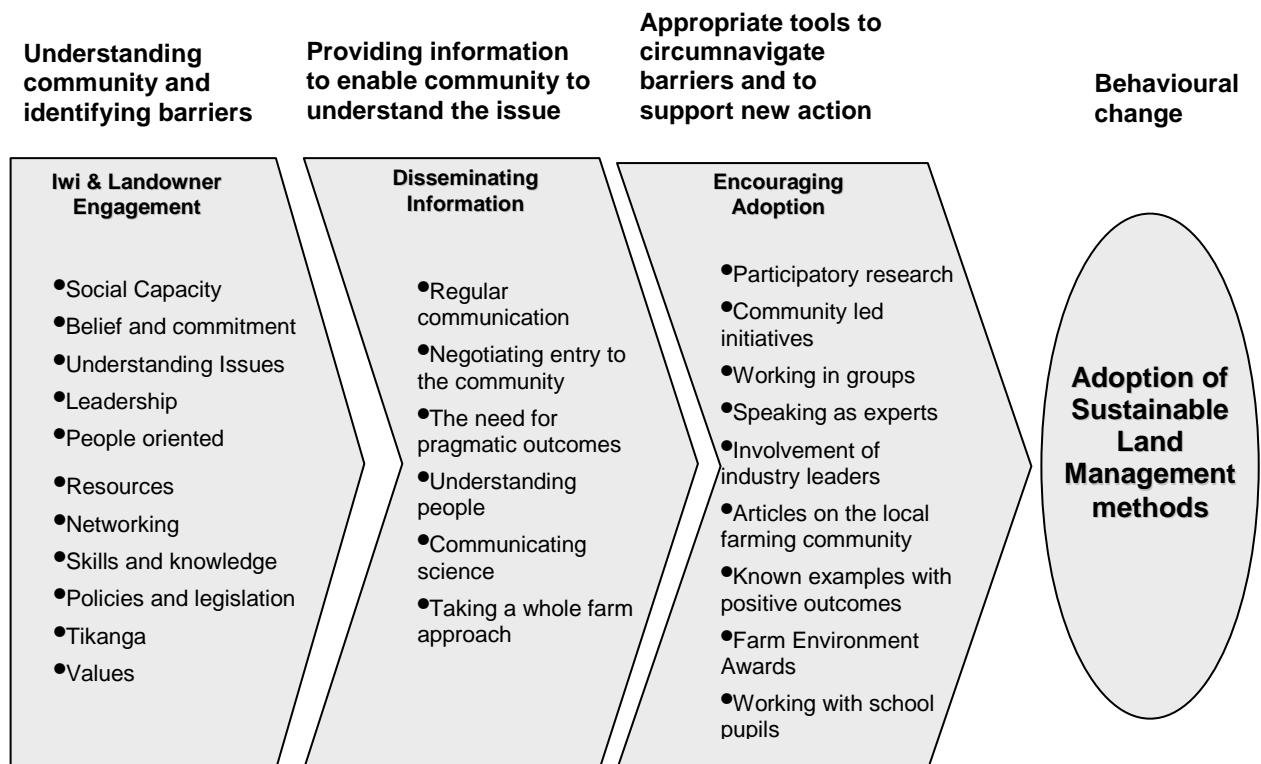 Understanding
community and
identifying barriers
Providing information
to enable community to
understand the issue
Appropriate tools to
circumnavigate
barriers and to
support new action
Behavioural
change
Iwi & Landowner
Engagement
•Social Capacity
•Belief and commitment
•Understanding Issues
•Leadership
•People oriented
•Resources
•Networking
•Skills and knowledge
•Policies and legislation
•Tikanga
•Values
Disseminating
Information
•Regular
communication
•Negotiating entry to
the community
•The need for
pragmatic outcomes
•Understanding
people
•Communicating
science
•Taking a whole farm
approach
Encouraging
Adoption
•Participatory research
•Community led
initiatives
•Working in groups
•Speaking as experts
•Involvement of
industry leaders
•Articles on the local
farming community
•Known examples with
positive outcomes
•Farm Environment
Awards
•Working with school
pupils
Adoption of
Sustainable
Land
Management
methods